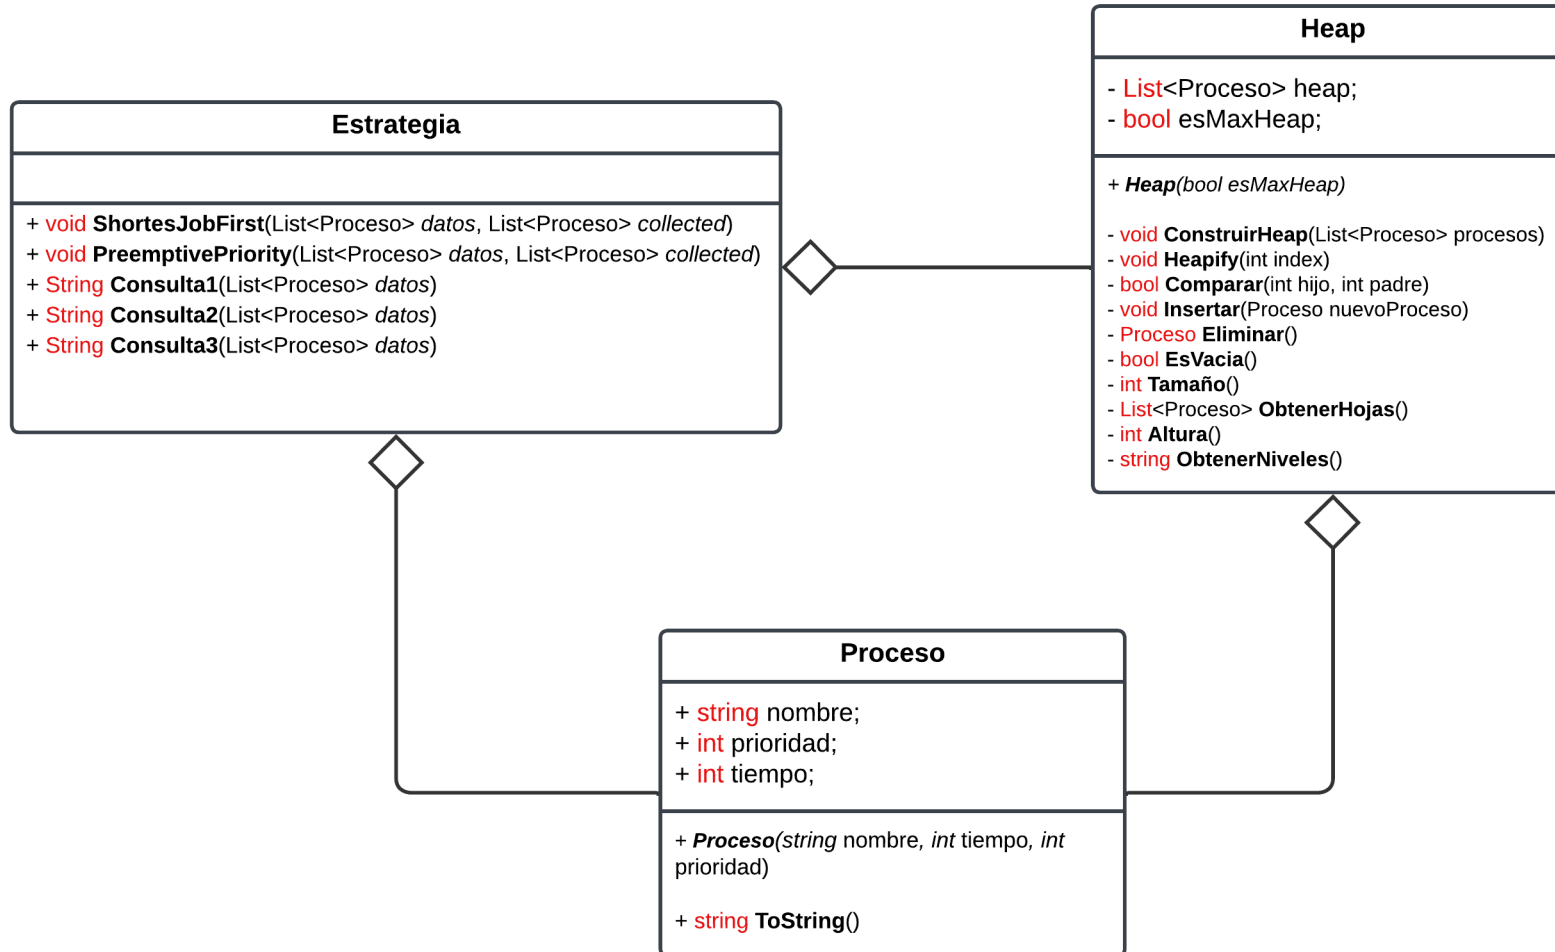 Heap
- List<Proceso> heap;
- bool esMaxHeap;
+ Heap(bool esMaxHeap)
- void ConstruirHeap(List<Proceso> procesos)
- void Heapify(int index)
- bool Comparar(int hijo, int padre)
- void Insertar(Proceso nuevoProceso)
- Proceso Eliminar()
- bool EsVacia()
- int Tamaño()
- List<Proceso> ObtenerHojas()
- int Altura()
- string ObtenerNiveles()
Estrategia
+ void ShortesJobFirst(List<Proceso> datos, List<Proceso> collected)
+ void PreemptivePriority(List<Proceso> datos, List<Proceso> collected)
+ String Consulta1(List<Proceso> datos)
+ String Consulta2(List<Proceso> datos)
+ String Consulta3(List<Proceso> datos)
Proceso
+ string nombre;
+ int prioridad;
+ int tiempo;
+ Proceso(string nombre, int tiempo, int
prioridad)
+ string ToString()